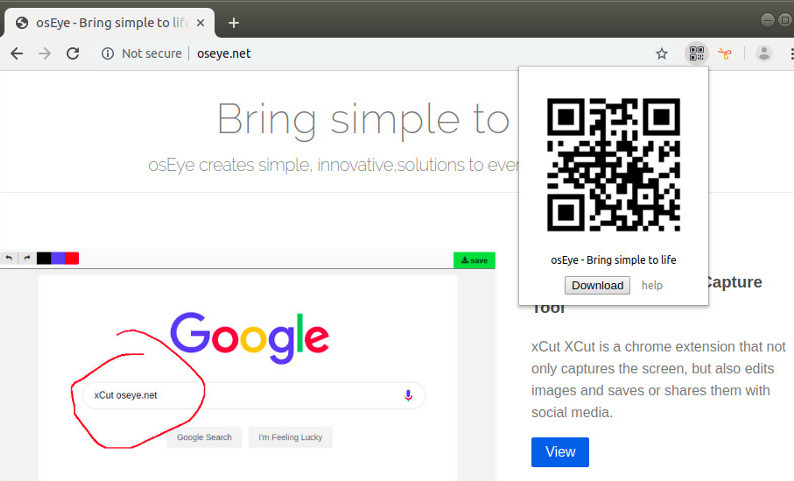 osEye - Bring simple to life
Not secure
oseye.net
Bring simple to
osEye creates simple, innovative,solutions to
osEye - Bring simple to life
Download
help
save
Capture
Tool
Google
xCut oseye.net
Google Search
I'm Feeling Lucky
xCut XCut is a chrome extension that not
only captures the screen, but also edits
images and saves or shares them with
social media.
View